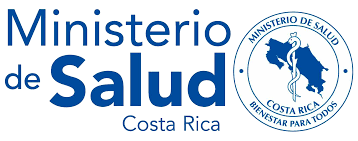 Ministerio
de Salud
Costa Rica
MINISTERIO DE SALUD
COSTA RICA
BIENESTAR PARA TODOS